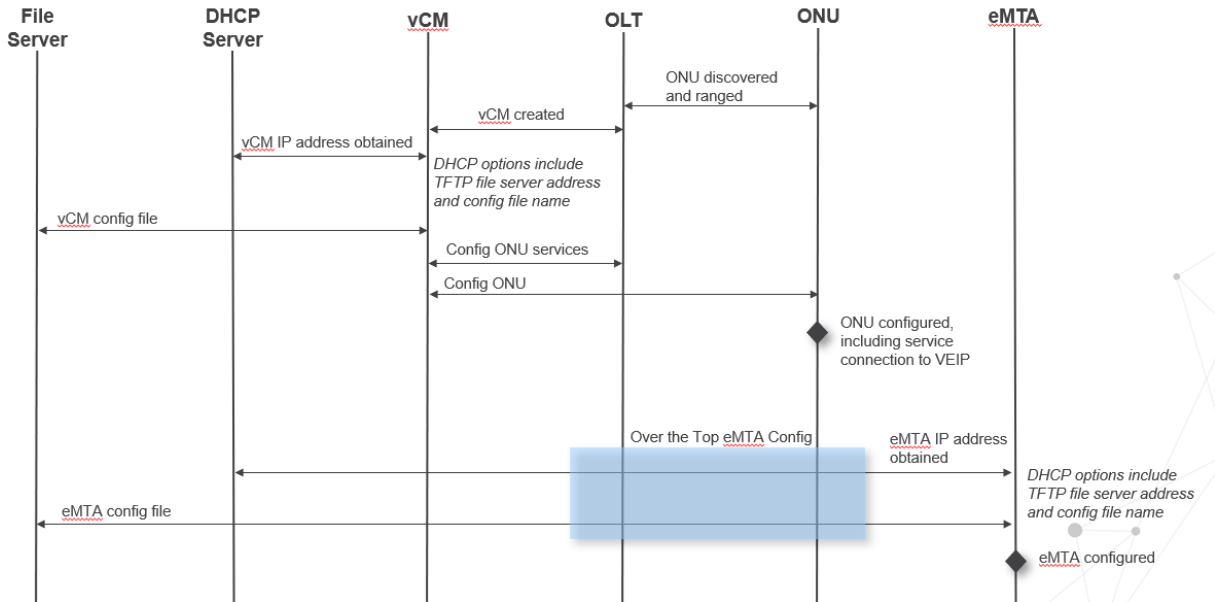 File
Server
DHCP
Server
vCM
OLT
ONU
eMTA
ONU discovered
and ranged
vCM created
vCM IP address obtained
DHCP options include
TFTP file server address
and config file name
vCM config file
Config ONU services
Config ONU
ONU configured,
including service
connection to VEIP
Over the Top eMTA Config
eMTA IP address
obtained
DHCP options include
TFTP file server address
and config file name
eMTA config file
eMTA configured